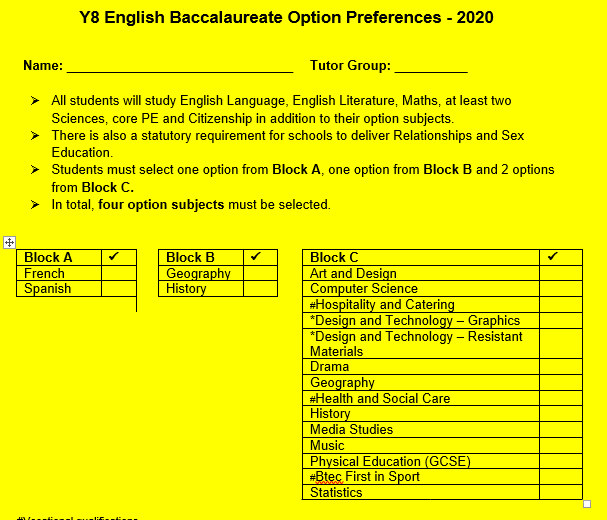 Y8 English Baccalaureate Option Preferences - 2020
Name: ________________________________ Tutor Group: __________
➢ All students will study English Language, English Literature, Maths, at least two
Sciences, core PE and Citizenship in addition to their option subjects.
➢ There is also a statutory requirement for schools to deliver Relationships and Sex
Education.
➢ Students must select one option from Block A, one option from Block B and 2 options
from Block C.
➢ In total, four option subjects must be selected.
Block A ✓
French
Spanish
Block B ✓
Geography
History
Block C ✓
Art and Design
Computer Science
#Hospitality and Catering
*Design and Technology – Graphics
*Design and Technology – Resistant
Materials
Drama
Geography
#Health and Social Care
History
Media Studies
Music
Physical Education (GCSE)
#Btec First in Sport
Statistics
#Vocational qualifications